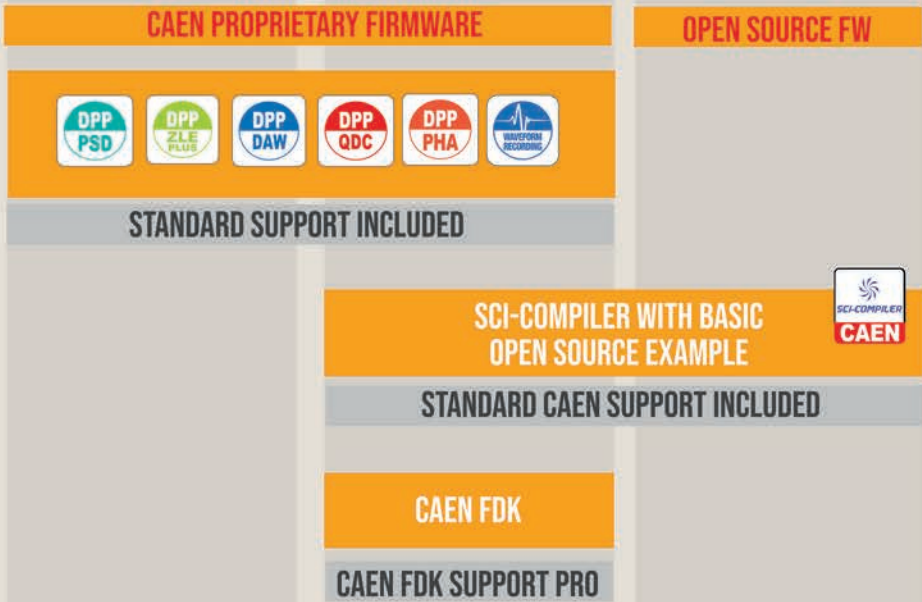 CAEN PROPRIETARY FIRMWARE
OPEN SOURCE FW
DPP PSD
DPP ZLE PLUS
DPP DAW
DPP QDC
DPP PHA
WAVEFORM RECORDING
STANDARD SUPPORT INCLUDED
SCI-COMPILER WITH BASIC
OPEN SOURCE EXAMPLE
SCI-COMPILER
CAEN
STANDARD CAEN SUPPORT INCLUDED
CAEN FDK
CAEN FDK SUPPORT PRO